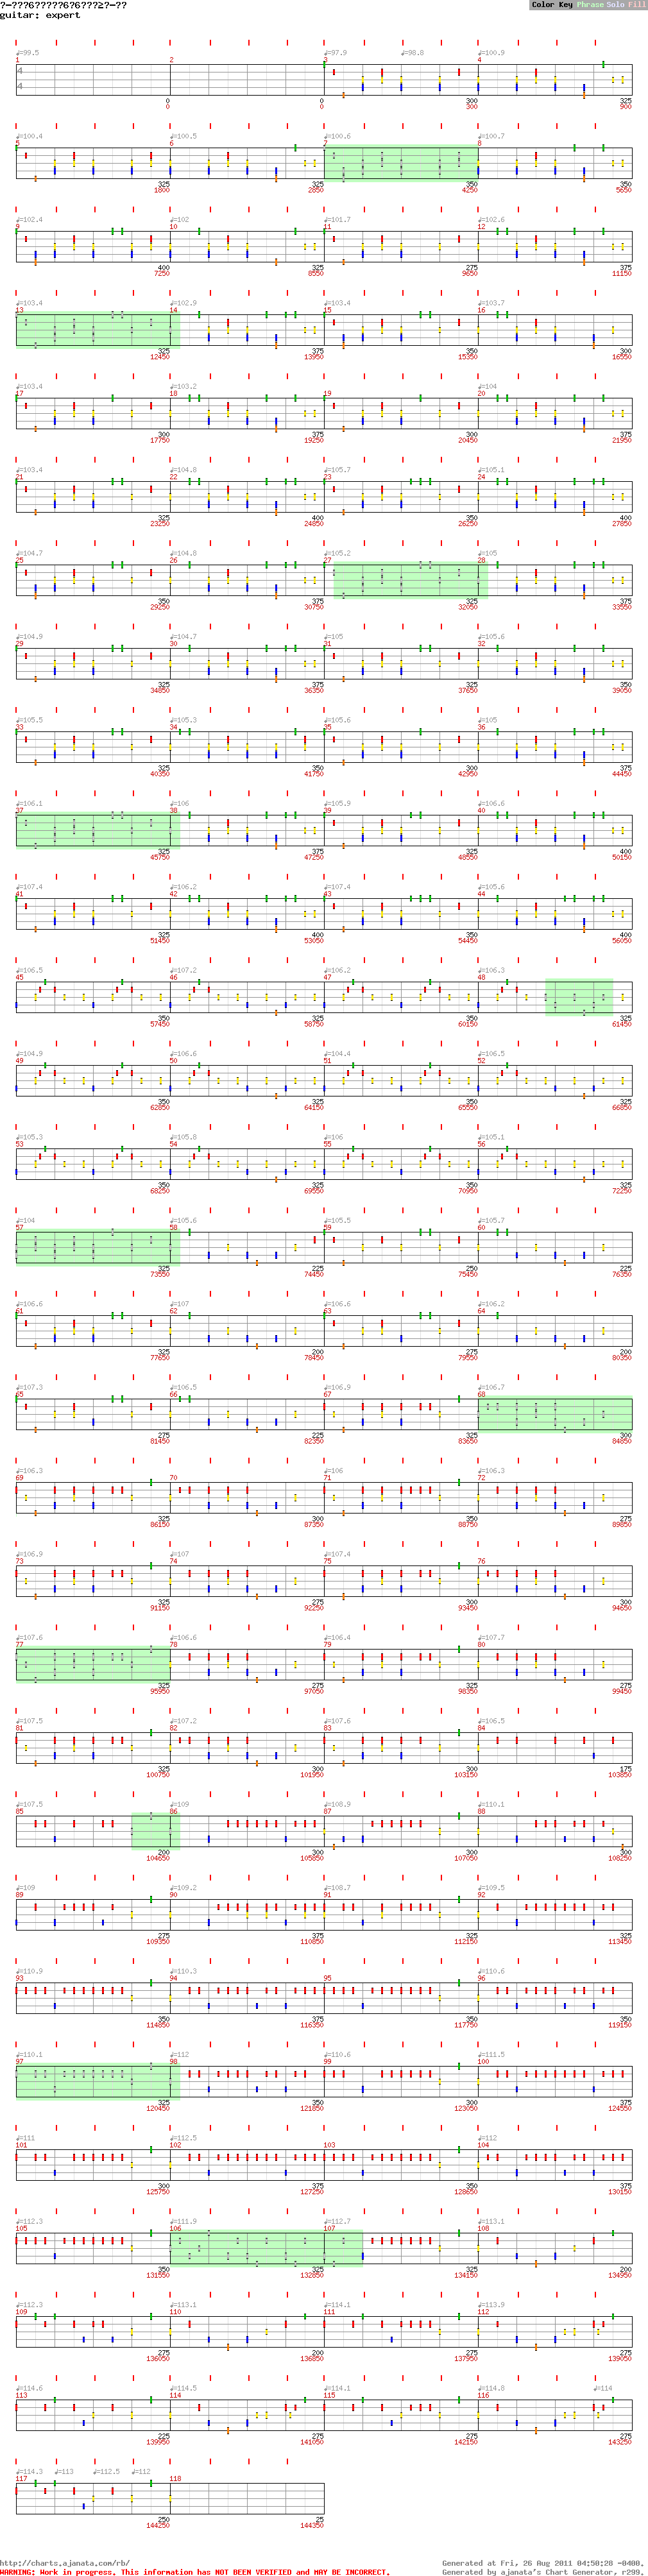 ?-???6?????6?6???≥?-??
guitar: expert
Color Key Phrase Solo Fill
♩=99.5 ♩=97.9 ♩=98.8 ♩=100.9
1 2 3 4
4
4
0 0 300 325
0 0 300 900
♩=100.4 ♩=100.5 ♩=100.6 ♩=100.7
5 6 7 8
325 325 350 350
1800 2850 4250 5650
♩=102.4 ♩=102 ♩=101.7 ♩=102.6
9 10 11 12
400 325 375 375
7250 8550 9650 11150
♩=103.4 ♩=102.9 ♩=103.4 ♩=103.7
13 14 15 16
325 375 350 300
12450 13950 15350 16550
♩=103.4 ♩=103.2 ♩=104
17 18 19 20
300 375 300 375
17750 19250 20450 21950
♩=103.4 ♩=104.8 ♩=105.7 ♩=105.1
21 22 23 24
325 400 350 400
23250 24850 26250 27850
♩=104.7 ♩=104.8 ♩=105.2 ♩=105
25 26 27 28
350 375 325 375
29250 30750 32050 33550
♩=104.9 ♩=104.7 ♩=105 ♩=105.6
29 30 31 32
325 375 325 350
34850 36350 37650 39050
♩=105.5 ♩=105.3 ♩=105.6 ♩=105
33 34 35 36
325 350 300 375
40350 41750 42950 44450
♩=106.1 ♩=106 ♩=105.9 ♩=106.6
37 38 39 40
325 375 325 400
45750 47250 48550 50150
♩=107.4 ♩=106.2 ♩=107.4 ♩=105.6
41 42 43 44
325 400 350 400
51450 53050 54450 56050
♩=106.5 ♩=107.2 ♩=106.2 ♩=106.3
45 46 47 48
350 325 350 325
57450 58750 60150 61450
♩=104.9 ♩=106.6 ♩=104.4 ♩=106.5
49 50 51 52
350 325 350 325
62850 64150 65550 66850
♩=105.3 ♩=105.8 ♩=106 ♩=105.1
53 54 55 56
350 325 350 325
68250 69550 70950 72250
♩=104 ♩=105.6 ♩=105.5 ♩=105.7
57 58 59 60
325 225 250 225
73550 74450 75450 76350
♩=106.6 ♩=107 ♩=106.6 ♩=106.2
61 62 63 64
325 200 275 200
77650 78450 79550 80350
♩=107.3 ♩=106.5 ♩=106.9 ♩=106.7
65 66 67 68
275 225 325 300
81450 82350 83650 84850
♩=106.3 ♩=106 ♩=106.3
69 70 71 72
325 300 350 275
86150 87350 88750 89850
♩=106.9 ♩=107 ♩=107.4
73 74 75 76
325 275 300 300
91150 92250 93450 94650
♩=107.6 ♩=106.6 ♩=106.4 ♩=107.7
77 78 79 80
325 275 325 275
95950 97050 98350 99450
♩=107.5 ♩=107.2 ♩=107.6 ♩=106.5
81 82 83 84
325 300 300 175
100750 101950 103150 103850
♩=107.5 ♩=109 ♩=108.9 ♩=110.1
85 86 87 88
200 300 300 300
104650 105850 107050 108250
♩=109 ♩=109.2 ♩=108.7 ♩=109.5
89 90 91 92
275 375 325 325
109350 110850 112150 113450
♩=110.9 ♩=110.3 ♩=110.6
93 94 95 96
350 375 350 350
114850 116350 117750 119150
♩=110.1 ♩=112 ♩=110.6 ♩=111.5
97 98 99 100
325 350 300 375
120450 121850 123050 124550
♩=111 ♩=112.5 ♩=112
101 102 103 104
300 375 350 375
125750 127250 128650 130150
♩=112.3 ♩=111.9 ♩=112.7 ♩=113.1
105 106 107 108
350 325 325 200
131550 132850 134150 134950
♩=112.3 ♩=113.1 ♩=114.1 ♩=113.9
109 110 111 112
275 200 275 275
136050 136850 137950 139050
♩=114.6 ♩=114.5 ♩=114.1 ♩=114.8 ♩=114
113 114 115 116
225 275 275 275
139950 141050 142150 143250
♩=114.3 ♩=113 ♩=112.5 ♩=112
117 118
250 25
144250 144350
http://charts.ajanata.com/rb/ Generated at Fri, 26 Aug 2011 04:50:28 -0400.
WARNING: Work in progress. This information has NOT BEEN VERIFIED and MAY BE INCORRECT. Generated by ajanata's Chart Generator, r299.